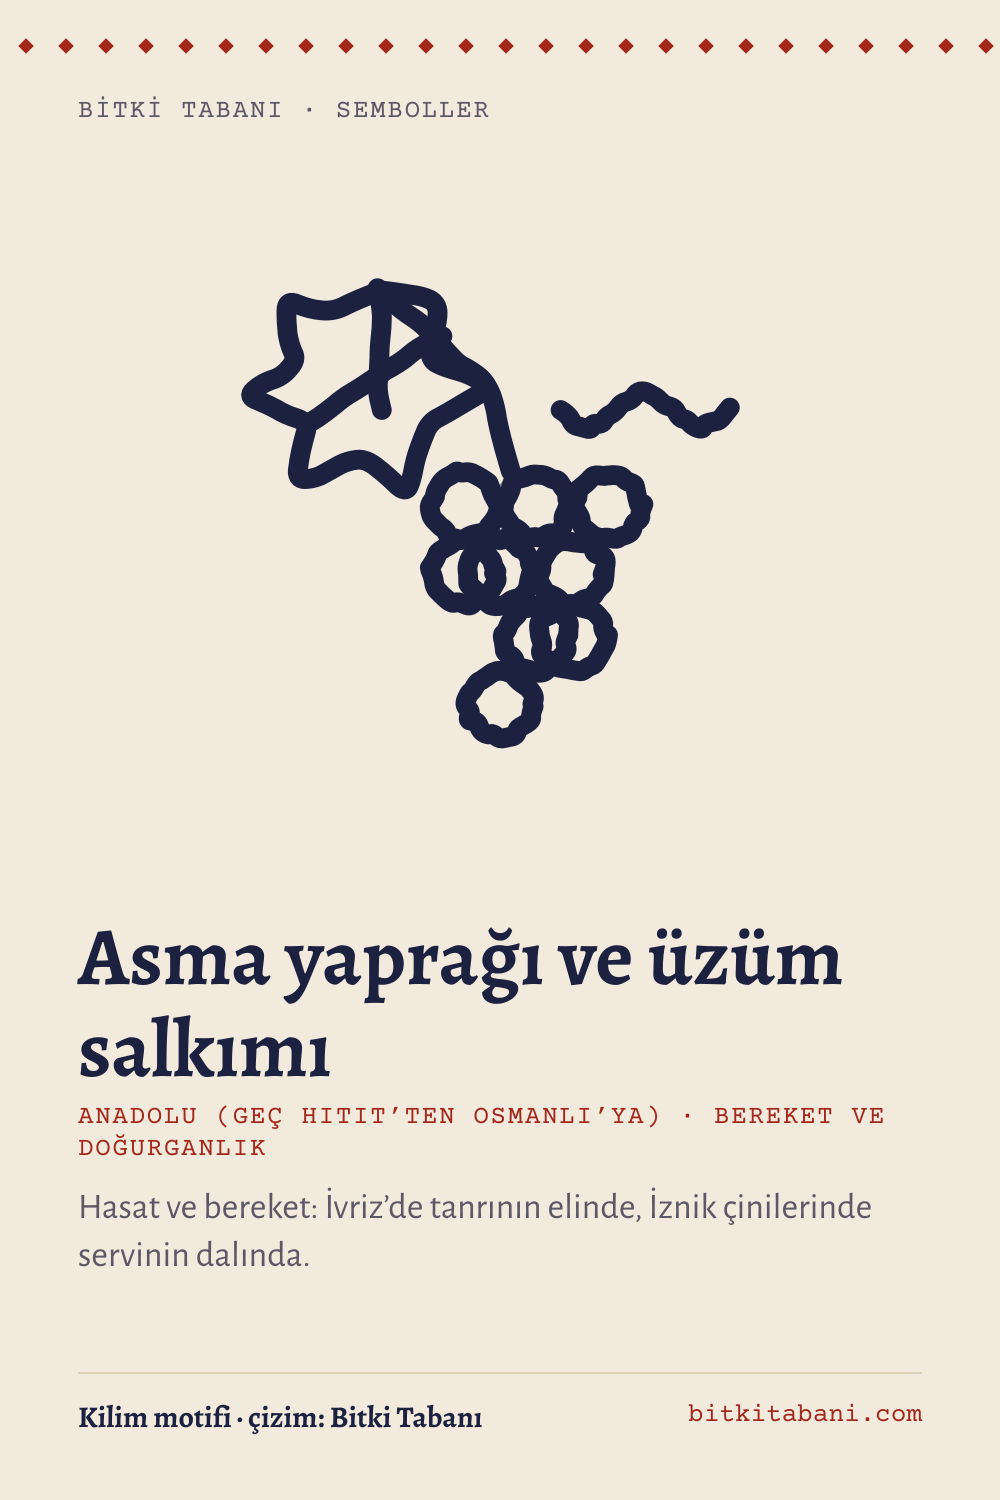 BİTKİ TABANI · SEMBOLLER
Asma yaprağı ve üzüm
salkımı
ANADOLU (GEÇ HITIT’TEN OSMANLI’YA) · BEREKET VE
DOĞURGANLIK
Hasat ve bereket: İvriz’de tanrının elinde, İznik çinilerinde
servinin dalında.
Kilim motifi · çizim: Bitki Tabanı
bitkitabani.com